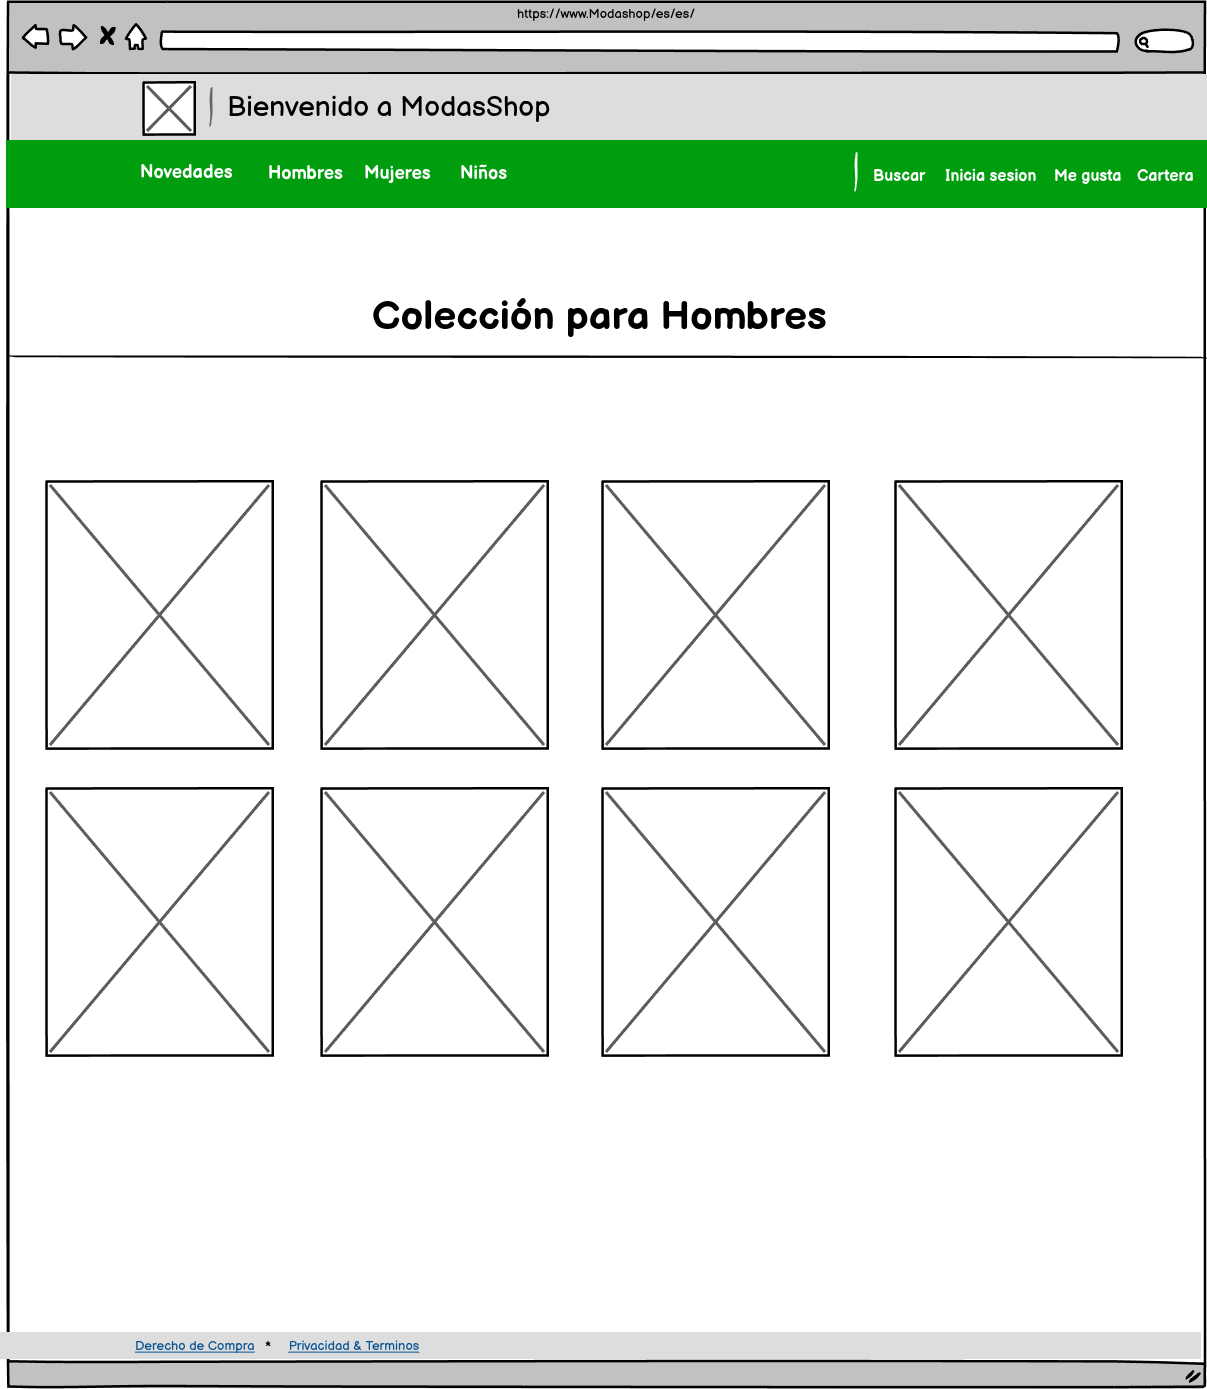 https://www.Modashop/es/es/
Bienvenido a ModasShop
Novedades Hombres Mujeres Niños Buscar Inicia sesion Me gusta Cartera
Colección para Hombres
Derecho de Compra * Privacidad & Terminos